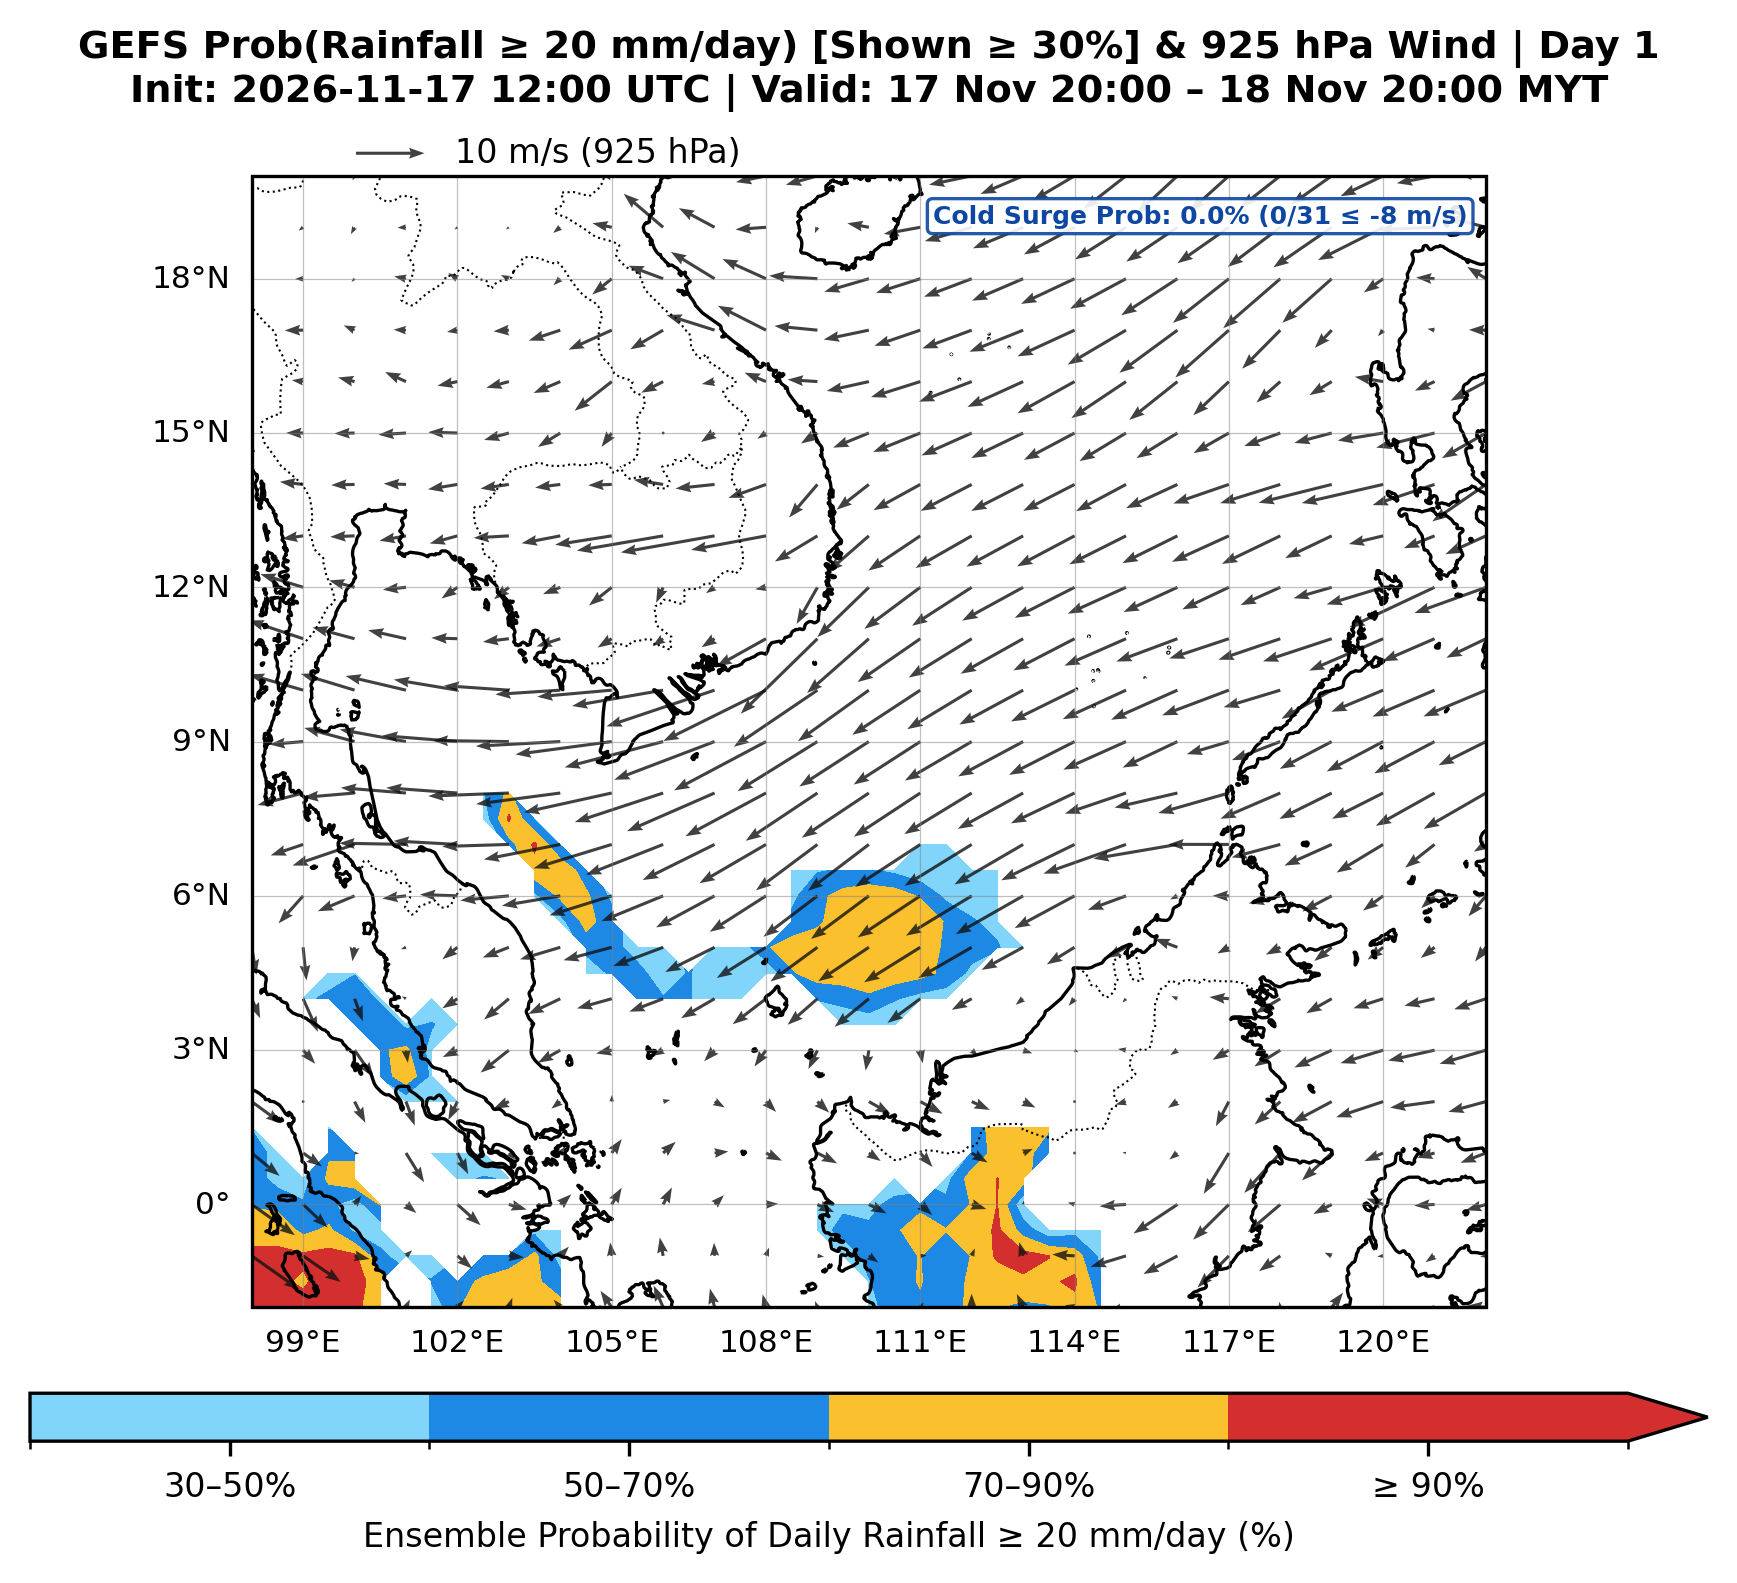 GEFS Prob(Rainfall ≥ 20 mm/day) [Shown ≥ 30%] & 925 hPa Wind | Day 1
Init: 2026-11-17 12:00 UTC | Valid: 17 Nov 20:00 – 18 Nov 20:00 MYT
10 m/s (925 hPa)
Cold Surge Prob: 0.0% (0/31 ≤ -8 m/s)
18°N
15°N
12°N
9°N
6°N
3°N
0°
99°E 102°E 105°E 108°E 111°E 114°E 117°E 120°E
30–50% 50–70% 70–90% ≥ 90%
Ensemble Probability of Daily Rainfall ≥ 20 mm/day (%)